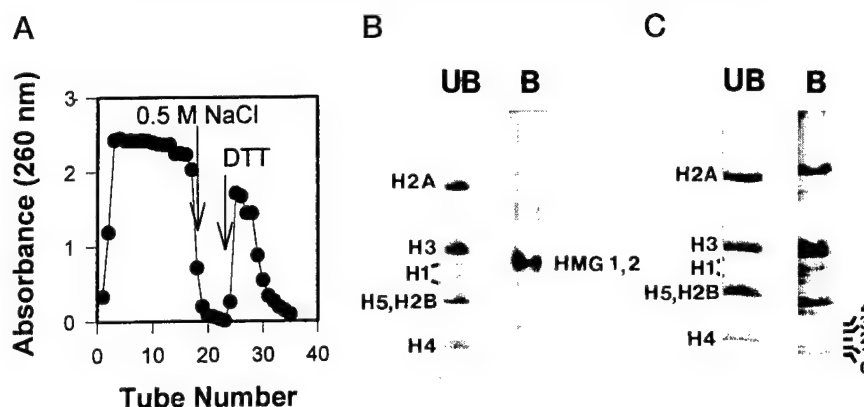 A
Absorbance (260 nm)
3
2
1
0
0.5 M NaCl
DTT
0
10
20
30
40
Tube Number
B
UB
B
H2A
H3
H1
H5,H2B
H4
HMG 1,2
C
UB
B
H2A
H3
H1
H5,H2B
H4